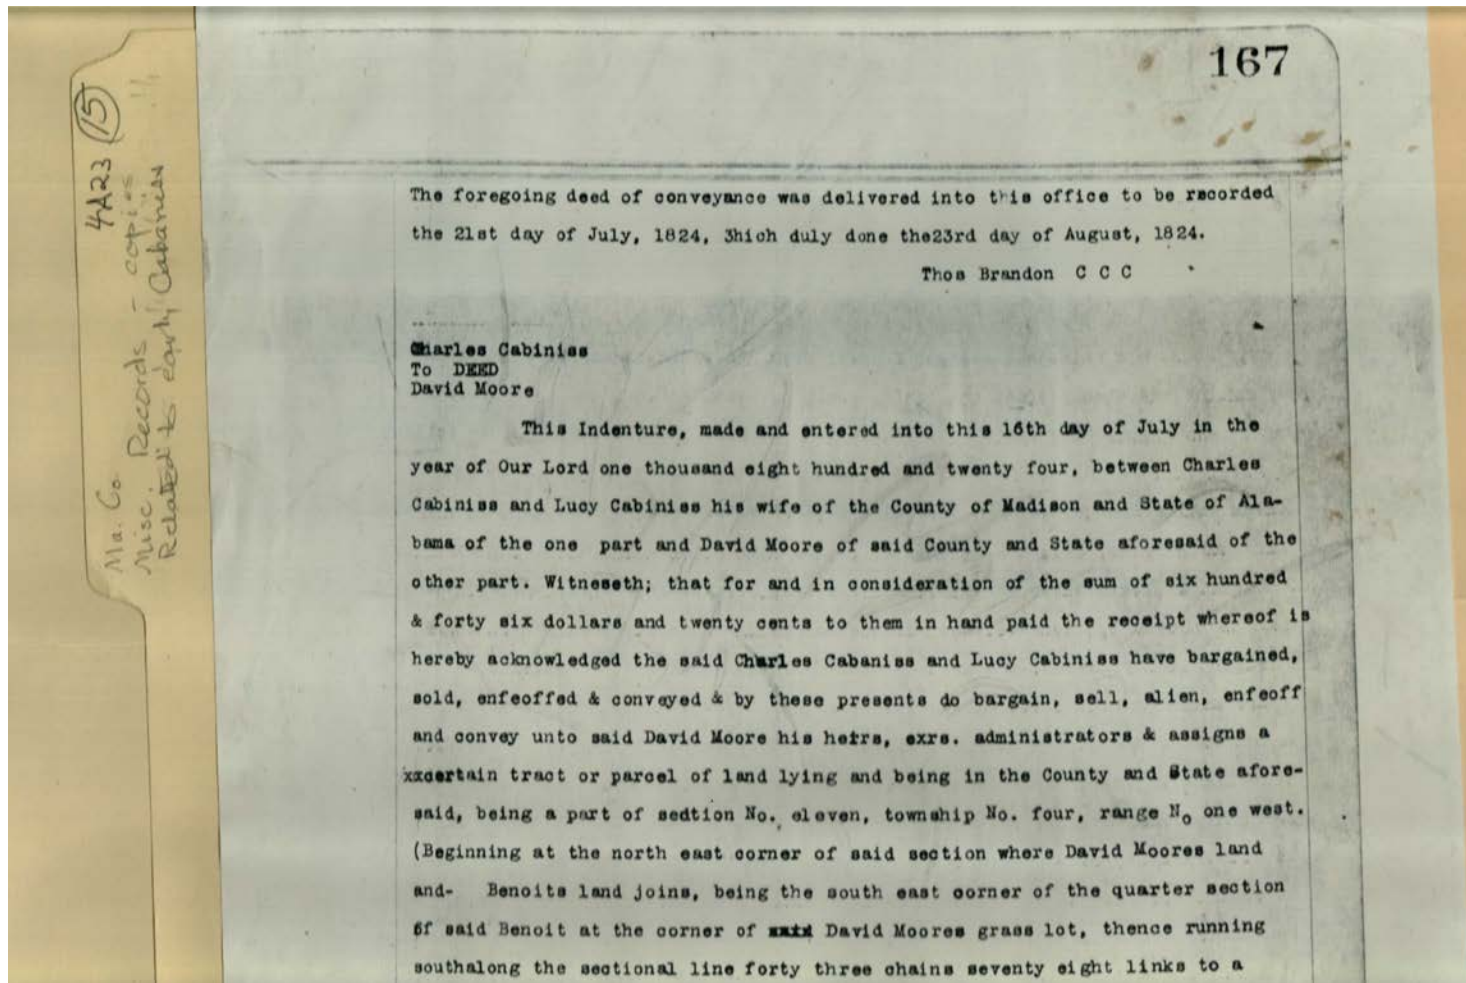 167
4A23 (15)
Ma. Co.
Misc. Records - copies
Related to early Cabaniss
The foregoing deed of conveyance was delivered into this office to be recorded
the 21st day of July, 1824, 3hich duly done the23rd day of August, 1824.
Thos Brandon C C C
Charles Cabiniss
To DEED
David Moore
This Indenture, made and entered into this 16th day of July in the
year of Our Lord one thousand eight hundred and twenty four, between Charles
Cabiniss and Lucy Cabiniss his wife of the County of Madison and State of Ala-
bama of the one part and David Moore of said County and State aforesaid of the
other part. Witneseth; that for and in consideration of the sum of six hundred
& forty six dollars and twenty cents to them in hand paid the receipt whereof is
hereby acknowledged the said Charles Cabaniss and Lucy Cabiniss have bargained,
sold, enfeoffed & conveyed & by these presents do bargain, sell, alien, enfeoff
and convey unto said David Moore his heirs, exrs. administrators & assigns a
xxcertain tract or parcel of land lying and being in the County and State afore-
said, being a part of sedtion No. eleven, township No. four, range No one west.
(Beginning at the north east corner of said section where David Moores land
and- Benoits land joins, being the south east corner of the quarter section
of said Benoit at the corner of said David Moores grass lot, thence running
southalong the sectional line forty three chains seventy eight links to a